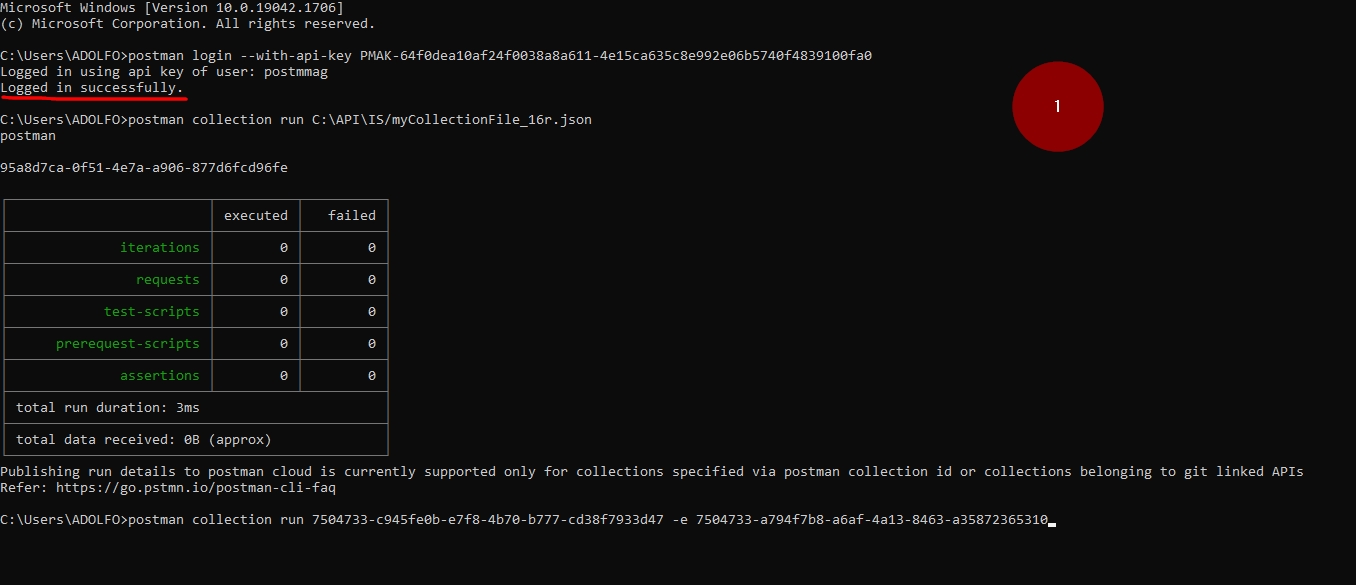 Microsoft Windows [Version 10.0.19042.1706]
(c) Microsoft Corporation. All rights reserved.
C:\Users\ADOLFO>postman login --with-api-key PMAK-64f0dea10af24f0038a8a611-4e15ca635c8e992e06b5740f4839100fa0
Logged in using api key of user: postmmag
Logged in successfully.
1
C:\Users\ADOLFO>postman collection run C:\API\IS/myCollectionFile_16r.json
postman
95a8d7ca-0f51-4e7a-a906-877d6fcd96fe
executed failed
iterations 0 0
requests 0 0
test-scripts 0 0
prerequest-scripts 0 0
assertions 0 0
total run duration: 3ms
total data received: 0B (approx)
Publishing run details to postman cloud is currently supported only for collections specified via postman collection id or collections belonging to git linked APIs
Refer: https://go.pstmn.io/postman-cli-faq
C:\Users\ADOLFO>postman collection run 7504733-c945fe0b-e7f8-4b70-b777-cd38f7933d47 -e 7504733-a794f7b8-a6af-4a13-8463-a35872365310